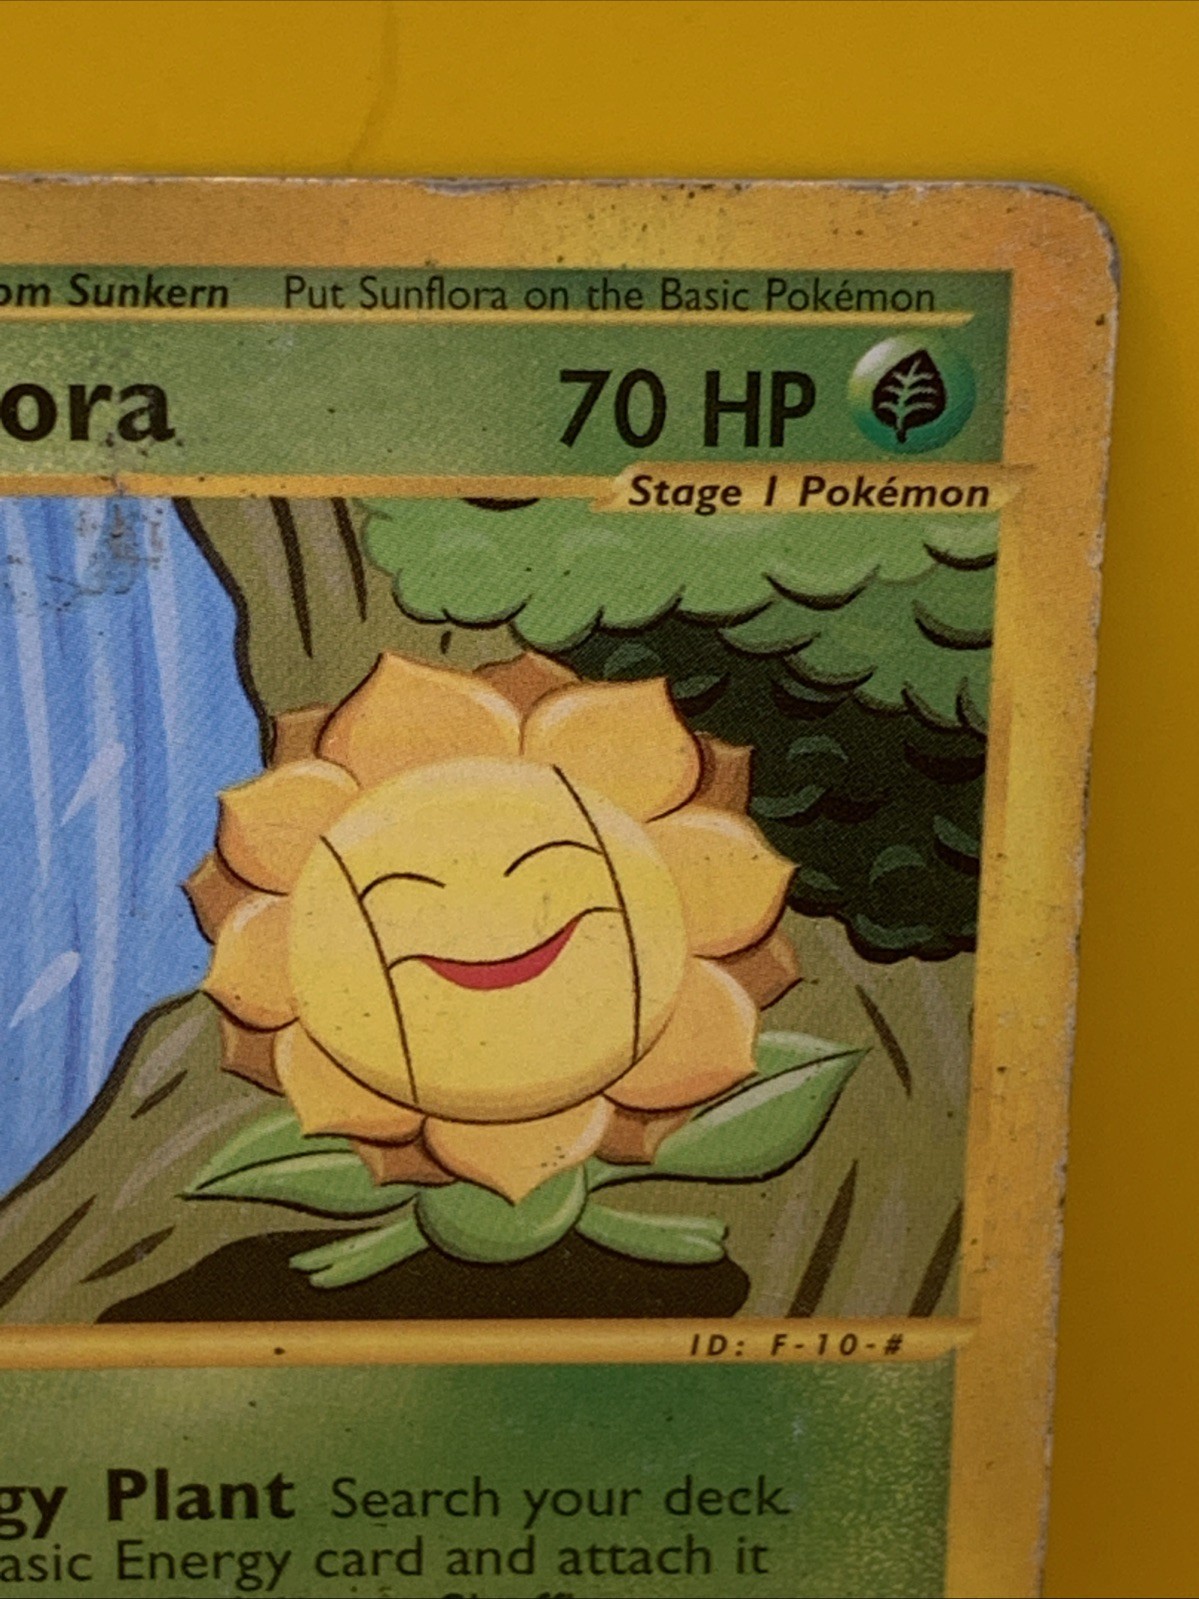 om Sunkern Put Sunflora on the Basic Pokémon
ora 70 HP
Stage 1 Pokémon
ID: F-10-#
gy Plant Search your deck
asic Energy card and attach it